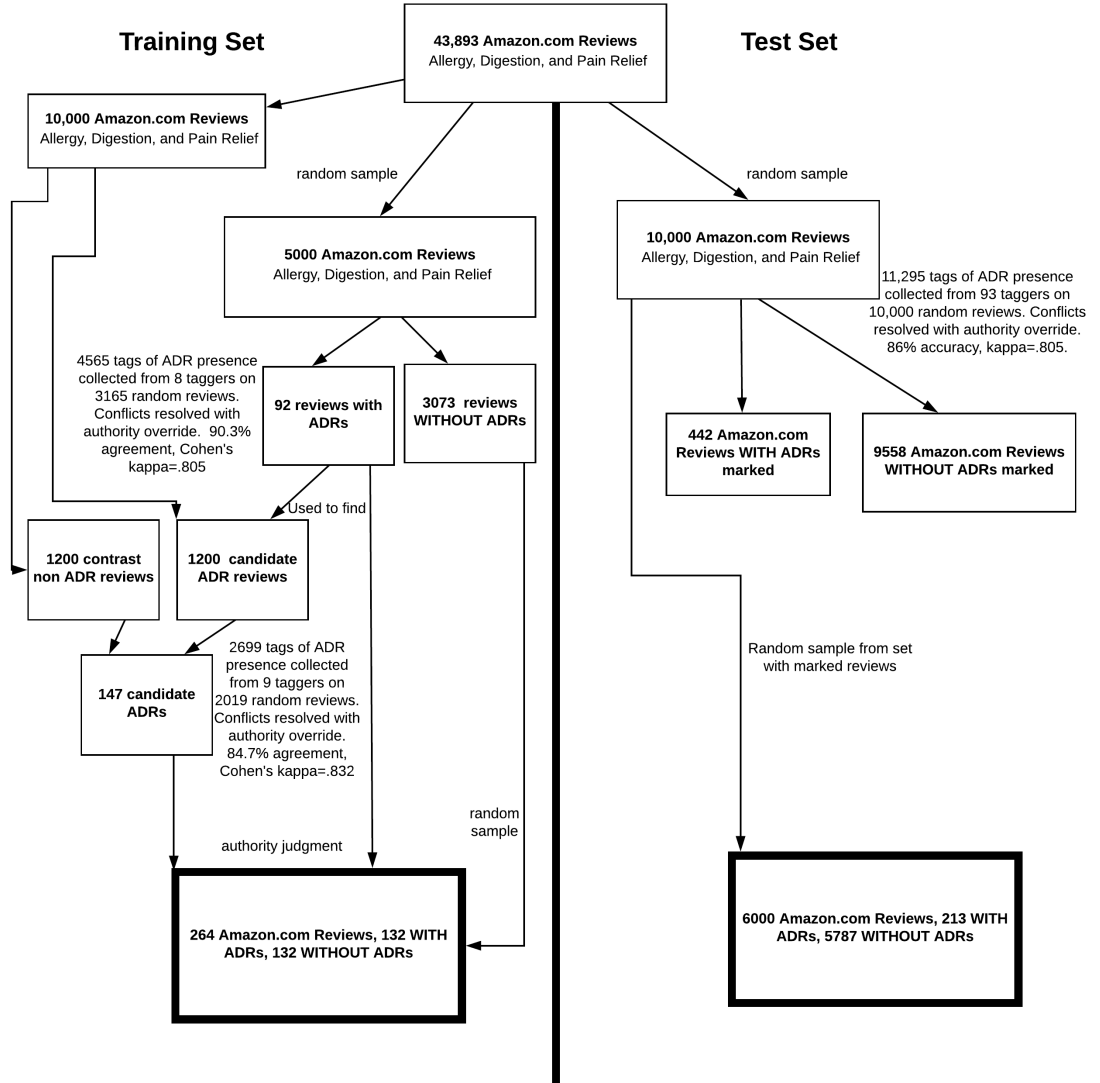 Training Set
43,893 Amazon.com Reviews
Allergy, Digestion, and Pain Relief
Test Set
10,000 Amazon.com Reviews
Allergy, Digestion, and Pain Relief
random sample
random sample
5000 Amazon.com Reviews
Allergy, Digestion, and Pain Relief
10,000 Amazon.com Reviews
Allergy, Digestion, and Pain Relief
11,295 tags of ADR presence
collected from 93 taggers on
10,000 random reviews. Conflicts
resolved with authority override.
86% accuracy, kappa=.805.
4565 tags of ADR presence
collected from 8 taggers on
3165 random reviews.
Conflicts resolved with
authority override. 90.3%
agreement, Cohen's
kappa=.805
92 reviews with
ADRs
3073 reviews
WITHOUT ADRs
442 Amazon.com
Reviews WITH ADRs
marked
9558 Amazon.com Reviews
WITHOUT ADRs marked
Used to find
1200 contrast
non ADR reviews
1200 candidate
ADR reviews
147 candidate
ADRs
2699 tags of ADR
presence collected
from 9 taggers on
2019 random reviews.
Conflicts resolved with
authority override.
84.7% agreement,
Cohen's kappa=.832
Random sample from set
with marked reviews
random
sample
authority judgment
264 Amazon.com Reviews, 132 WITH
ADRs, 132 WITHOUT ADRs
6000 Amazon.com Reviews, 213 WITH
ADRs, 5787 WITHOUT ADRs